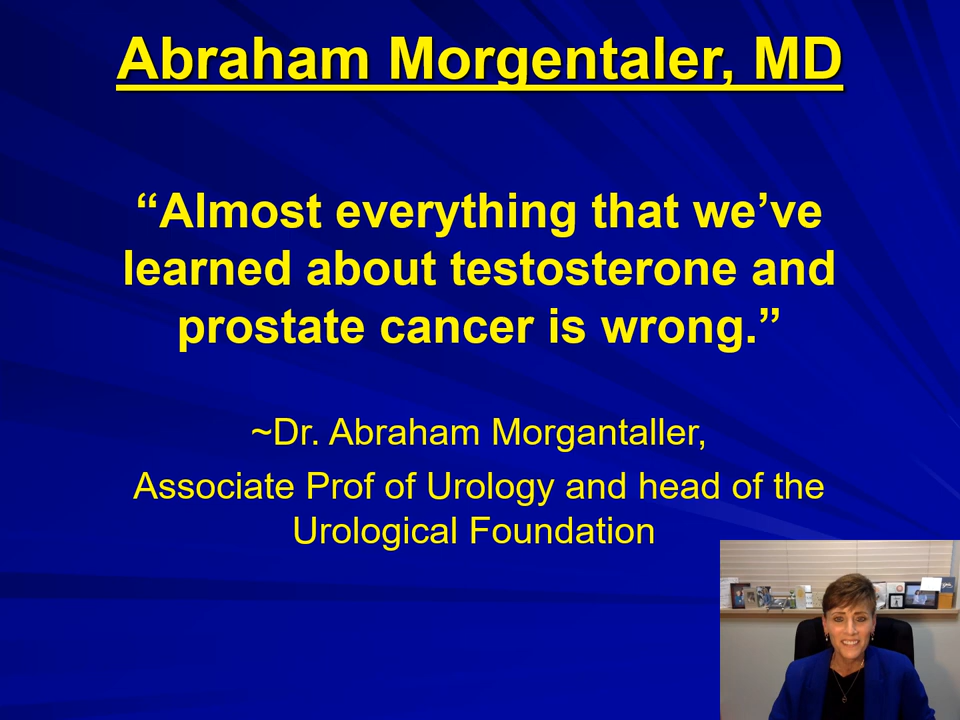 Abraham Morgentaler, MD
“Almost everything that we’ve
learned about testosterone and
prostate cancer is wrong.”
~Dr. Abraham Morgantaller,
Associate Prof of Urology and head of the
Urological Foundation